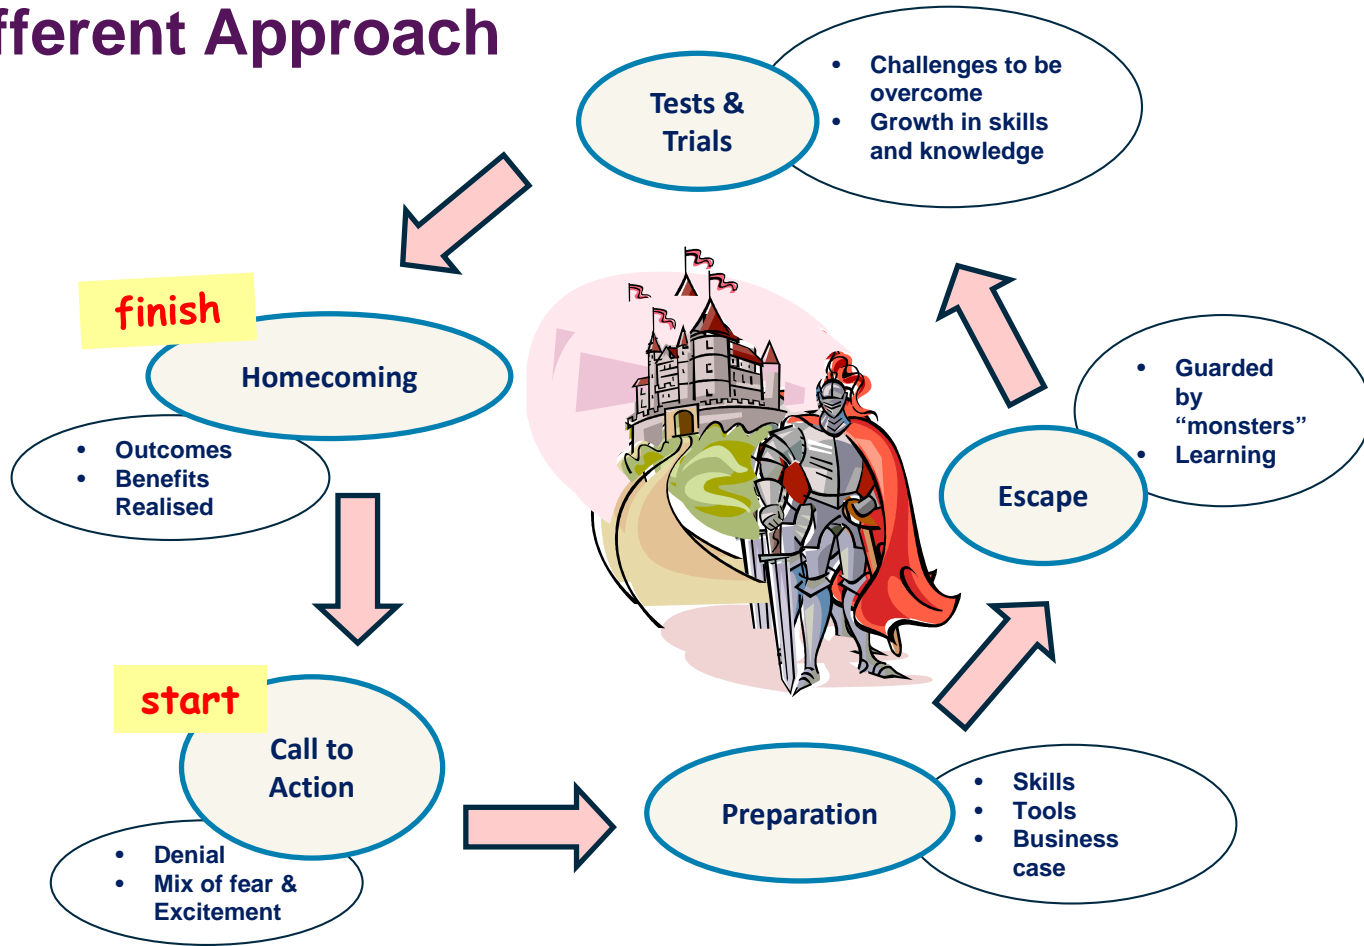 fferent Approach
Tests &
Trials
• Challenges to be
overcome
• Growth in skills
and knowledge
finish
Homecoming
• Outcomes
• Benefits
Realised
• Guarded
by
“monsters”
• Learning
Escape
start
Call to
Action
• Denial
• Mix of fear &
Excitement
Preparation
• Skills
• Tools
• Business
case